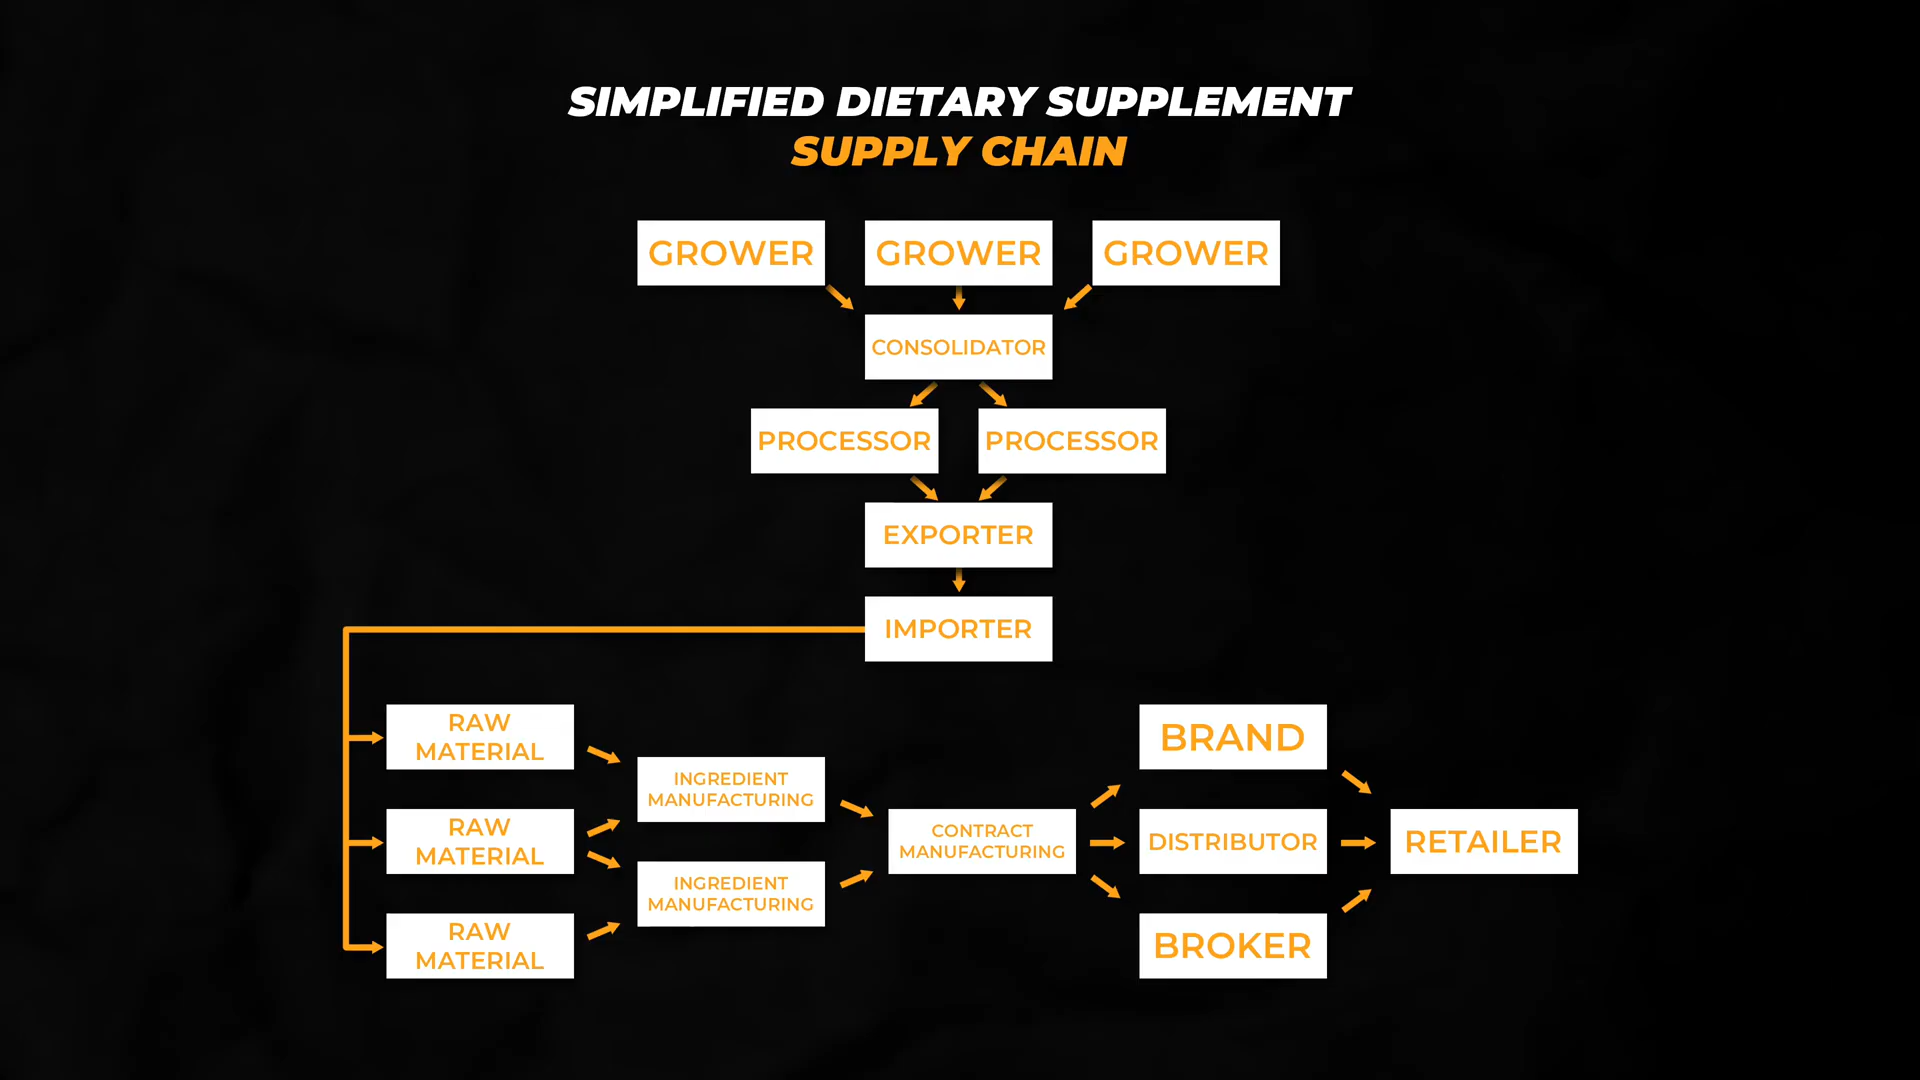 SIMPLIFIED DIETARY SUPPLEMENT
SUPPLY CHAIN
GROWER
GROWER
GROWER
CONSOLIDATOR
PROCESSOR
PROCESSOR
EXPORTER
IMPORTER
RAW
MATERIAL
RAW
MATERIAL
RAW
MATERIAL
INGREDIENT
MANUFACTURING
INGREDIENT
MANUFACTURING
CONTRACT
MANUFACTURING
BRAND
DISTRIBUTOR
BROKER
RETAILER